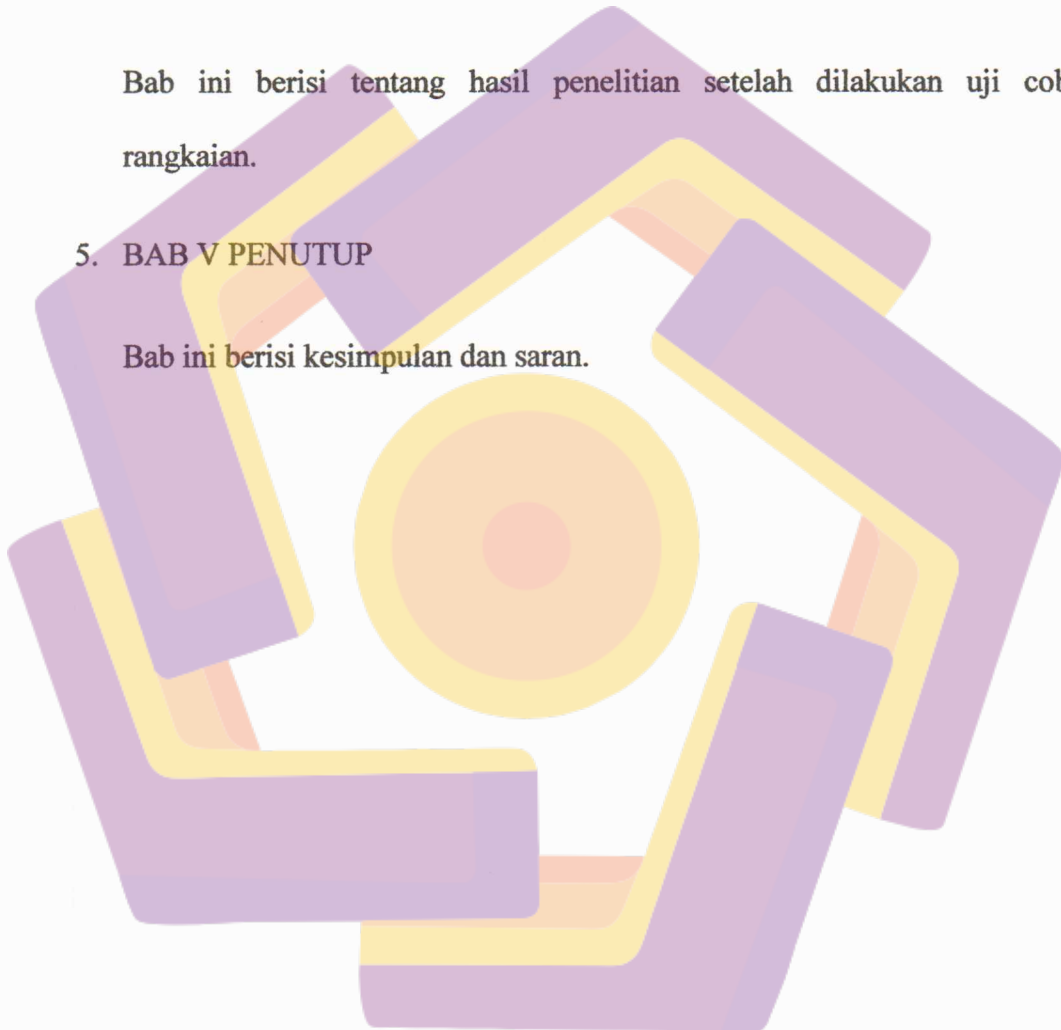 Bab ini berisi tentang hasil penelitian setelah dilakukan uji
rangkaian.
5. BAB V PENUTUP
Bab ini berisi kesimpulan dan saran.